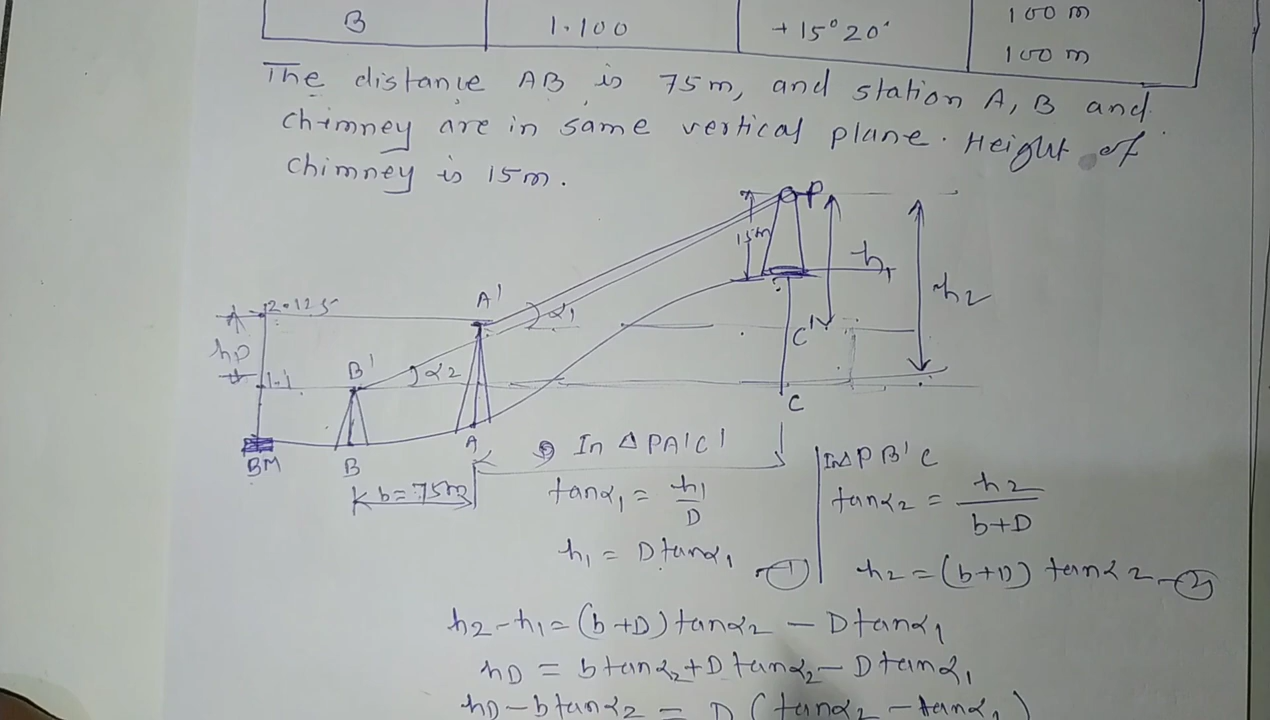 B 1.100 +15°20' 100 m
100 m
The distance AB is 75m, and station A, B and
chimney are in same vertical plane. Height of
chimney is 15m.
P
15m
h1
h2
A'
2.125
α1
C'
hD
B'
α2
1.1
C
A
BM
B
b=75m
In Δ PA'C'
tanα1 = h1/D
h1 = D tanα1 - 1
In Δ P B' C
tanα2 = h2/b+D
h2 = (b+D) tanα2 - 2
h2-h1 = (b+D) tanα2 - D tanα1
hD = b tanα2 + D tanα2 - D tanα1
hD - b tanα2 = D (tanα2 - tanα1)